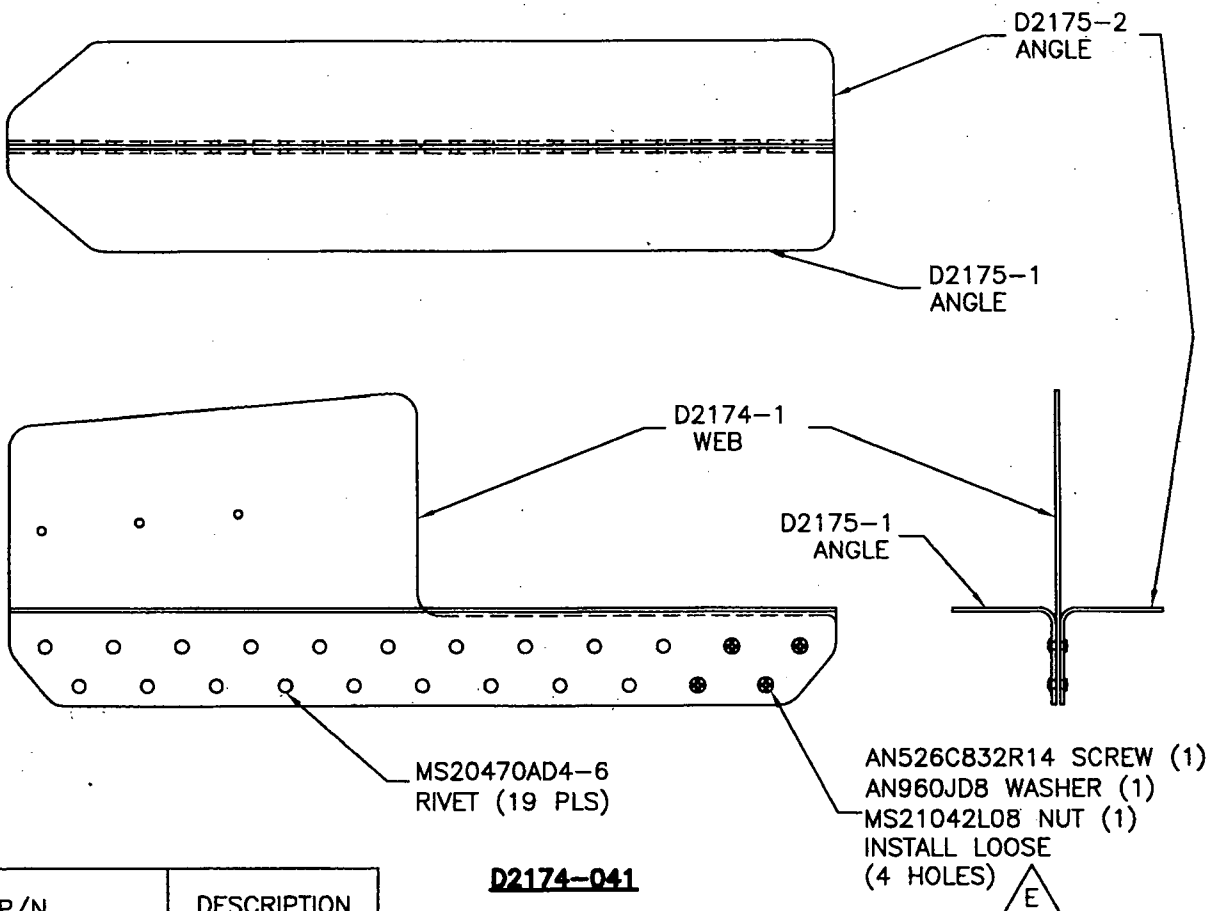 D2175-2
ANGLE
D2175-1
ANGLE
D2174-1
WEB
D2175-1
ANGLE
MS20470AD4-6
RIVET (19 PLS)
AN526C832R14 SCREW (1)
AN960JD8 WASHER (1)
MS21042L08 NUT (1)
INSTALL LOOSE
(4 HOLES)
E
D2174-041
P/N
DESCRIPTION